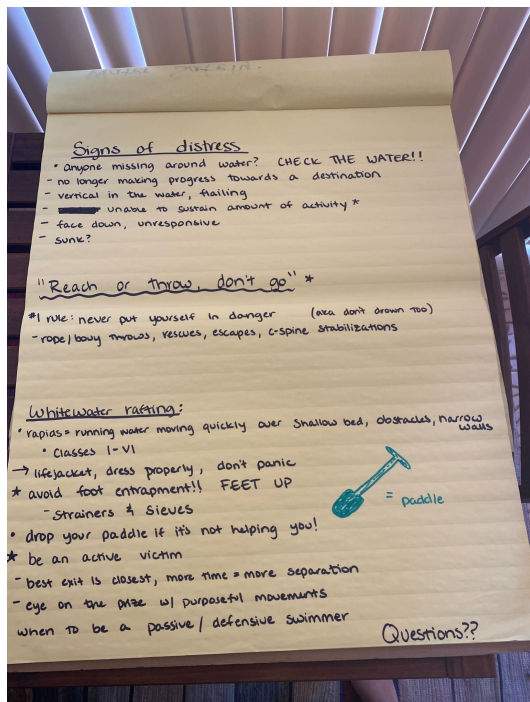 Signs of distress
• anyone missing around water? CHECK THE WATER!!
- no longer making progress towards a destination
- vertical in the water, flailing
- unable to sustain amount of activity *
- face down, unresponsive
- sunk?
"Reach or throw, don't go" *
#1 rule: never put yourself in danger (aka don't drown too)
- rope/bouy throws, rescues, escapes, c-spine stabilizations
Whitewater rafting:
• rapids = running water moving quickly over shallow bed, obstacles, narrow
walls
• Classes I-VI
→ lifejacket, dress properly, don't panic
* avoid foot entrapment!! FEET UP
- strainers & sieves
= paddle
• drop your paddle if it's not helping you!
* be an active victim
- best exit is closest, more time = more separation
- eye on the prize w/ purposeful movements
when to be a passive/defensive swimmer
Questions??